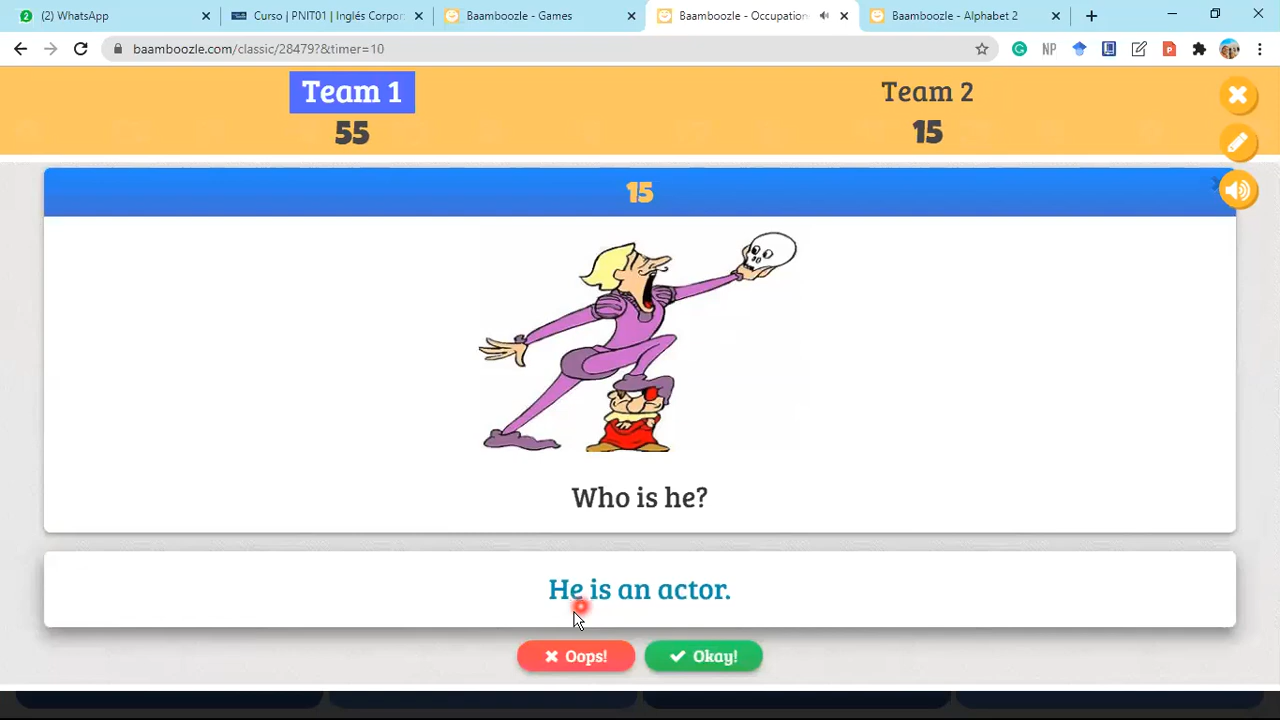 (2) WhatsApp
Curso | PNIT01 | Inglés Corpor
Baamboozle - Games
Baamboozle - Occupation
Baamboozle - Alphabet 2
baamboozle.com/classic/28479?&timer=10
NP
Team 1
Team 2
55
15
15
Who is he?
He is an actor.
Oops!
Okay!